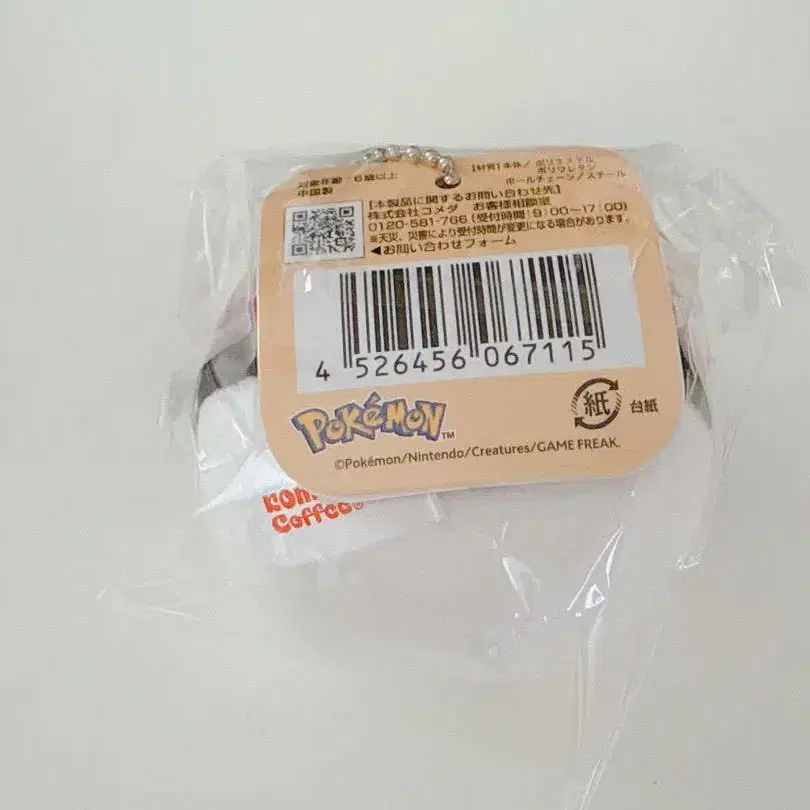 対象年齢:6歳以上
中国製
【材質】本体/ポリエステル
ポリウレタン
ボールチェーン/スチール
【本製品に関するお問い合わせ先】
株式会社コメダ お客様相談室
0120-581-766(受付時間:9:00〜17:00)
※天災、災害により受付時間が変更になる場合があります。
◀お問い合わせフォーム
4 526456 067115
POKéMON™
紙 台紙
©Pokémon/Nintendo/Creatures/GAME FREAK.
Coffee®